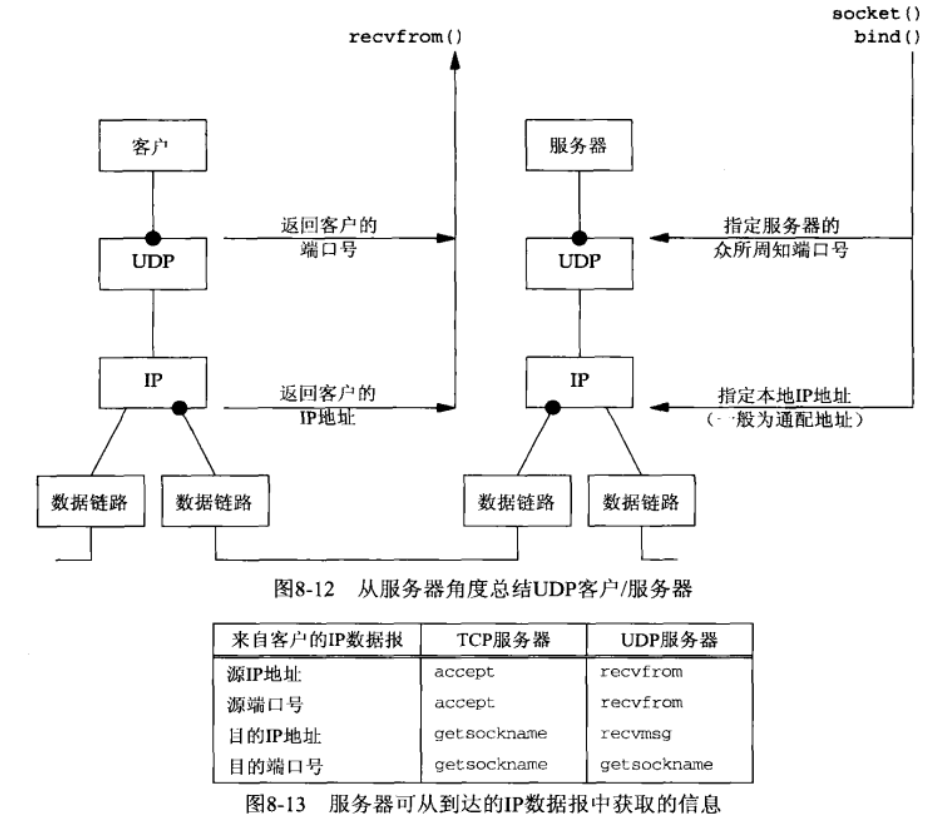 socket()
recvfrom()
bind()
客户
服务器
返回客户的
端口号
指定服务器的
众所周知端口号
UDP
UDP
IP
IP
返回客户的
IP地址
指定本地IP地址
（一般为通配地址）
数据链路
数据链路
数据链路
数据链路
图8-12 从服务器角度总结UDP客户/服务器
来自客户的IP数据报 TCP服务器 UDP服务器
源IP地址 accept recvfrom
源端口号 accept recvfrom
目的IP地址 getsockname recvmsg
目的端口号 getsockname getsockname
图8-13 服务器可从到达的IP数据报中获取的信息